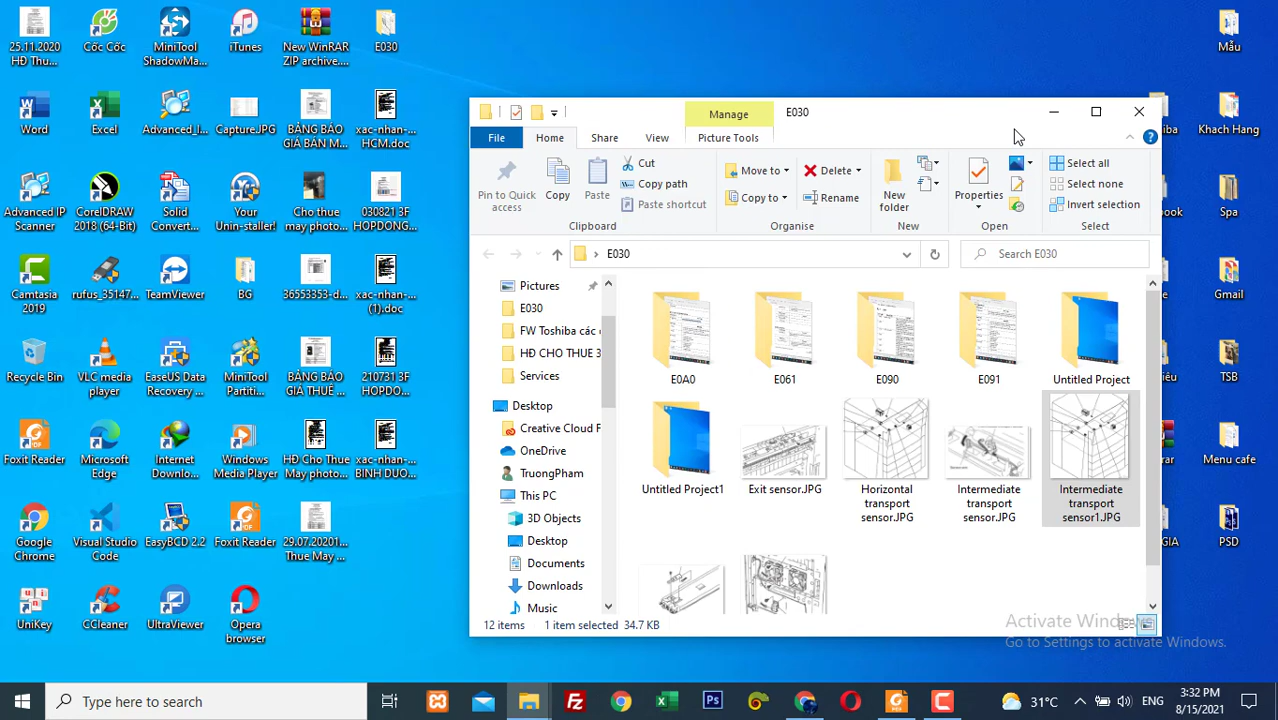 25.11.2020
HĐ Thu...
Cốc Cốc
MiniTool
ShadowMa...
iTunes
New WinRAR
ZIP archive....
E030
Mẫu
Word
Excel
Advanced_I...
Capture.JPG
BẢNG BÁO
GIÁ BÁN M...
xac-nhan-...
HCM.doc
Khach Hang
Advanced IP
Scanner
CorelDRAW
2018 (64-Bit)
Solid
Convert...
Your
Unin-staller!
Cho thue
may photo...
030821 3F
HOPDONG...
Spa
Camtasia
2019
rufus_35147...
TeamViewer
BG
36553353-d...
xac-nhan-...
(1).doc
Gmail
Recycle Bin
VLC media
player
EaseUS Data
Recovery ...
MiniTool
Partiti...
BẢNG BÁO
GIÁ THUÊ ...
210731 3F
HOPDO...
TSB
Foxit Reader
Microsoft
Edge
Internet
Downlo...
Windows
Media Player
HĐ Cho Thue
May photo...
xac-nhan-...
BINH DUO...
Menu cafe
Google
Chrome
Visual Studio
Code
EasyBCD 2.2
Foxit Reader
29.07.20201...
Thue May ...
PSD
UniKey
CCleaner
UltraViewer
Opera
browser
Manage
E030
File
Home
Share
View
Picture Tools
Pin to Quick
access
Copy
Paste
Cut
Copy path
Paste shortcut
Clipboard
Move to
Copy to
Delete
Rename
Organise
New
folder
New
Properties
Open
Select all
Select none
Invert selection
Select
E030
Search E030
Pictures
E030
FW Toshiba các
HĐ CHO THUE 3
Services
Desktop
Creative Cloud F
OneDrive
TruongPham
This PC
3D Objects
Desktop
Documents
Downloads
Music
E0A0
E061
E090
E091
Untitled Project
Untitled Project1
Exit sensor.JPG
Horizontal
transport
sensor.JPG
Intermediate
transport
sensor.JPG
Intermediate
transport
sensor1.JPG
12 items
1 item selected 34.7 KB
Activate Windows
Go to Settings to activate Windows.
Type here to search
31°C
ENG
3:32 PM
8/15/2021